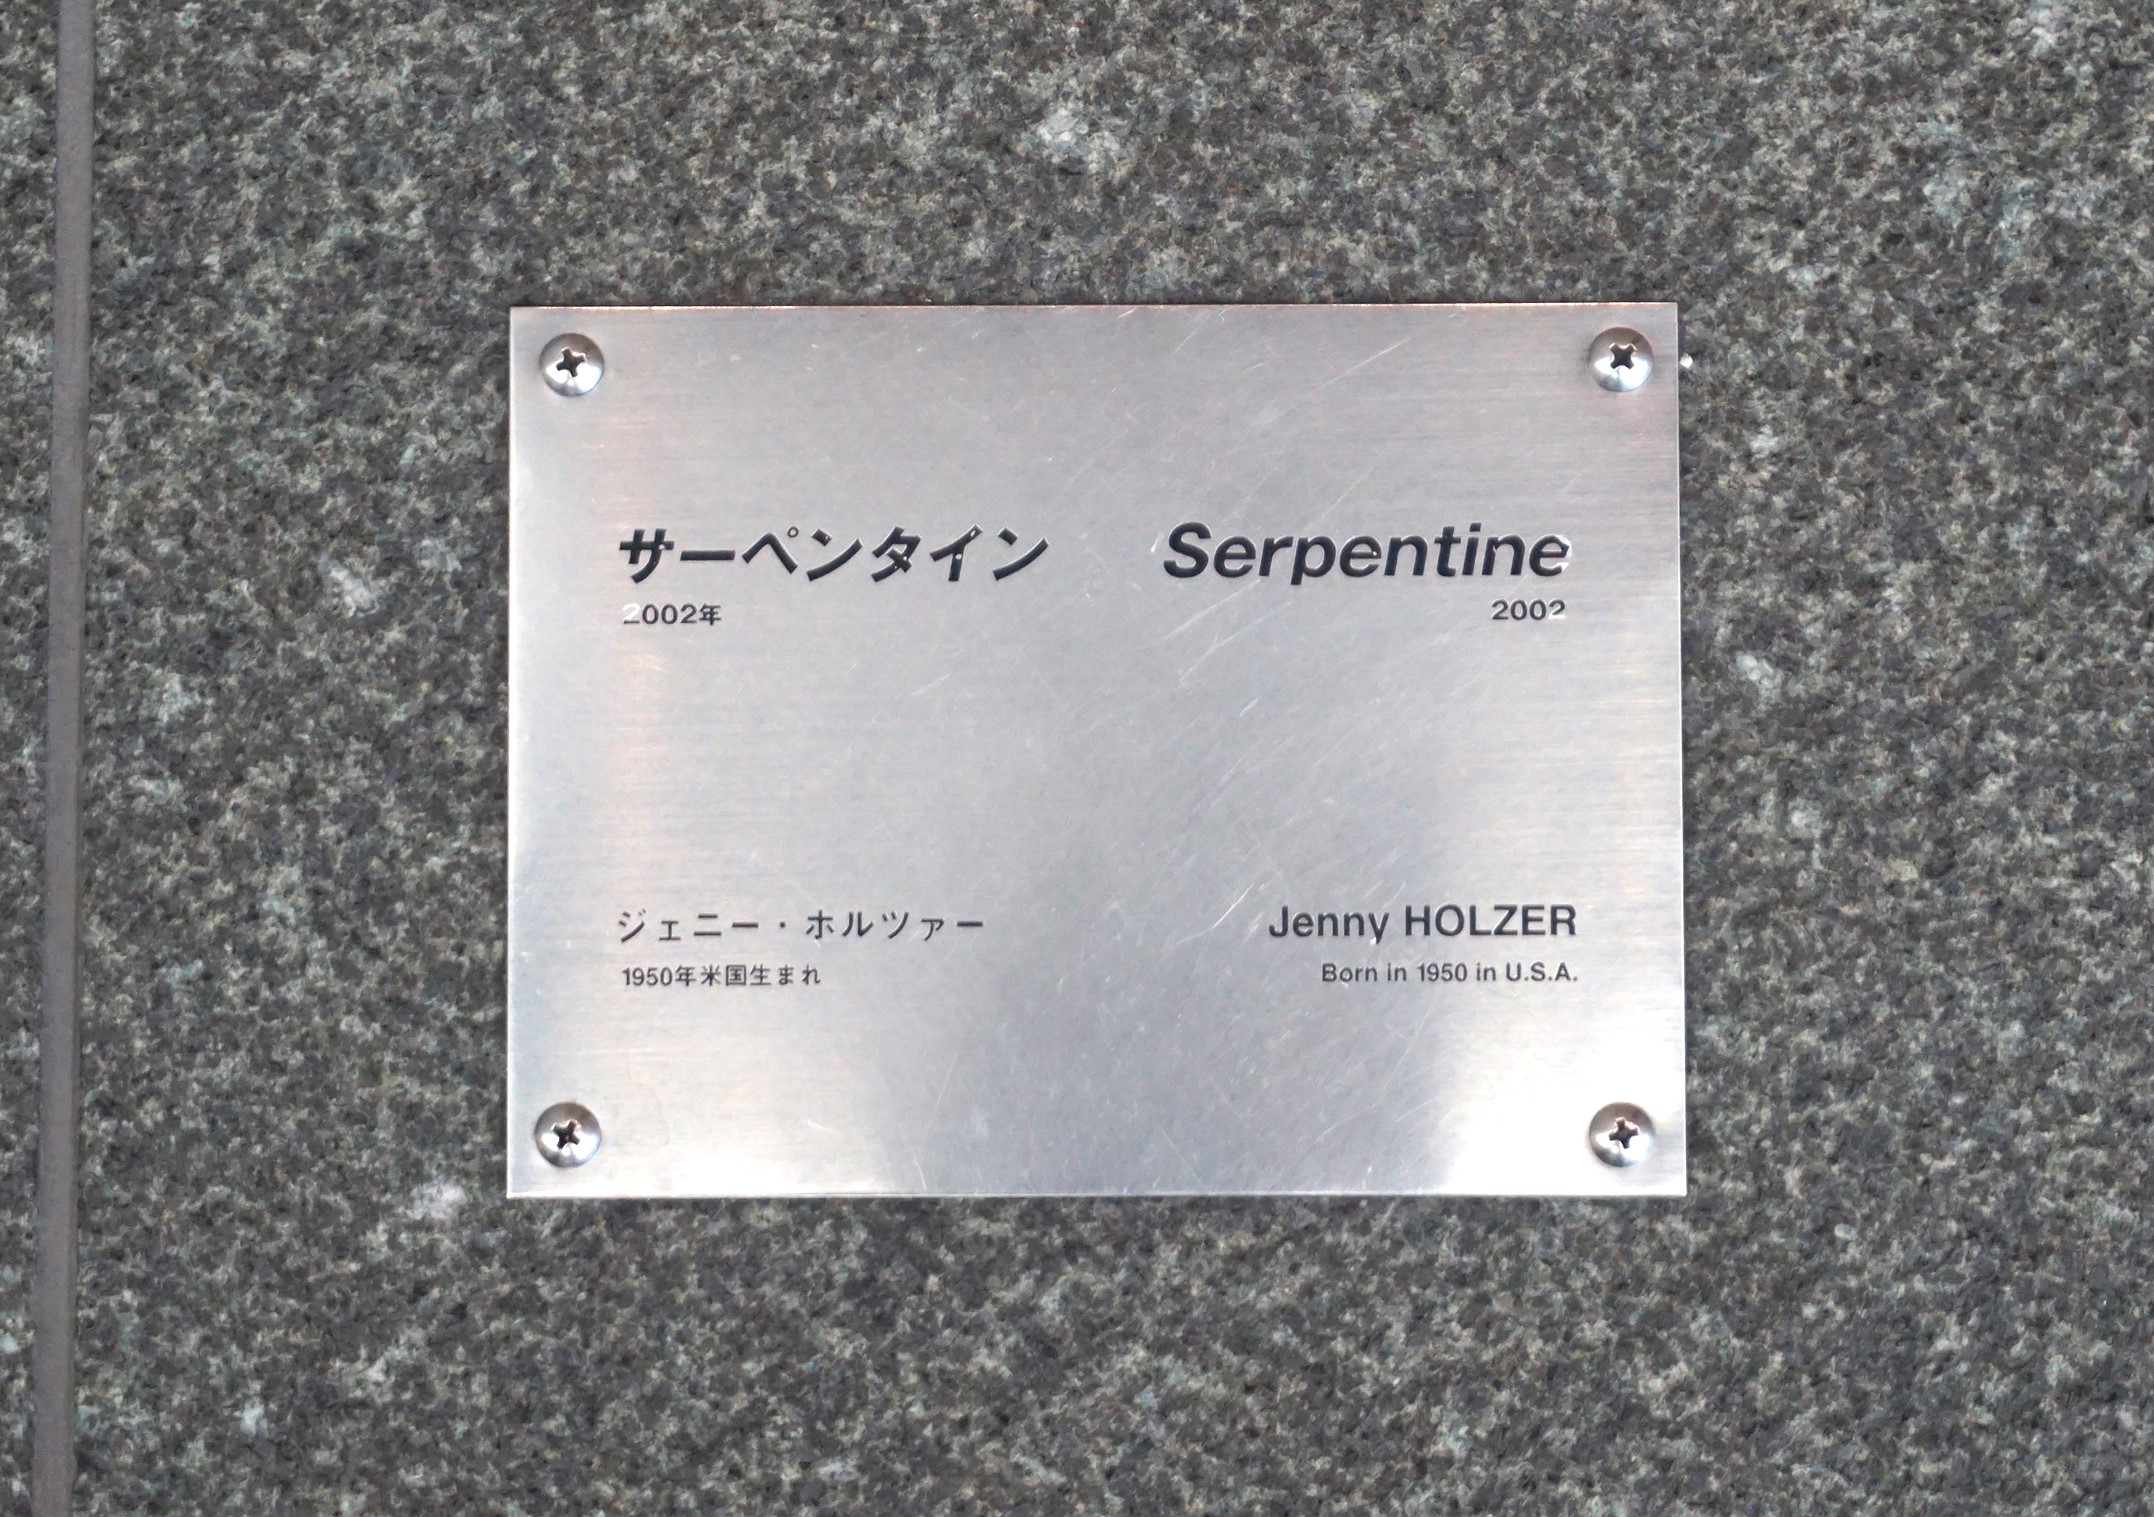 サーペンタイン Serpentine
2002年 2002
ジェニー・ホルツァー Jenny HOLZER
1950年米国生まれ Born in 1950 in U.S.A.